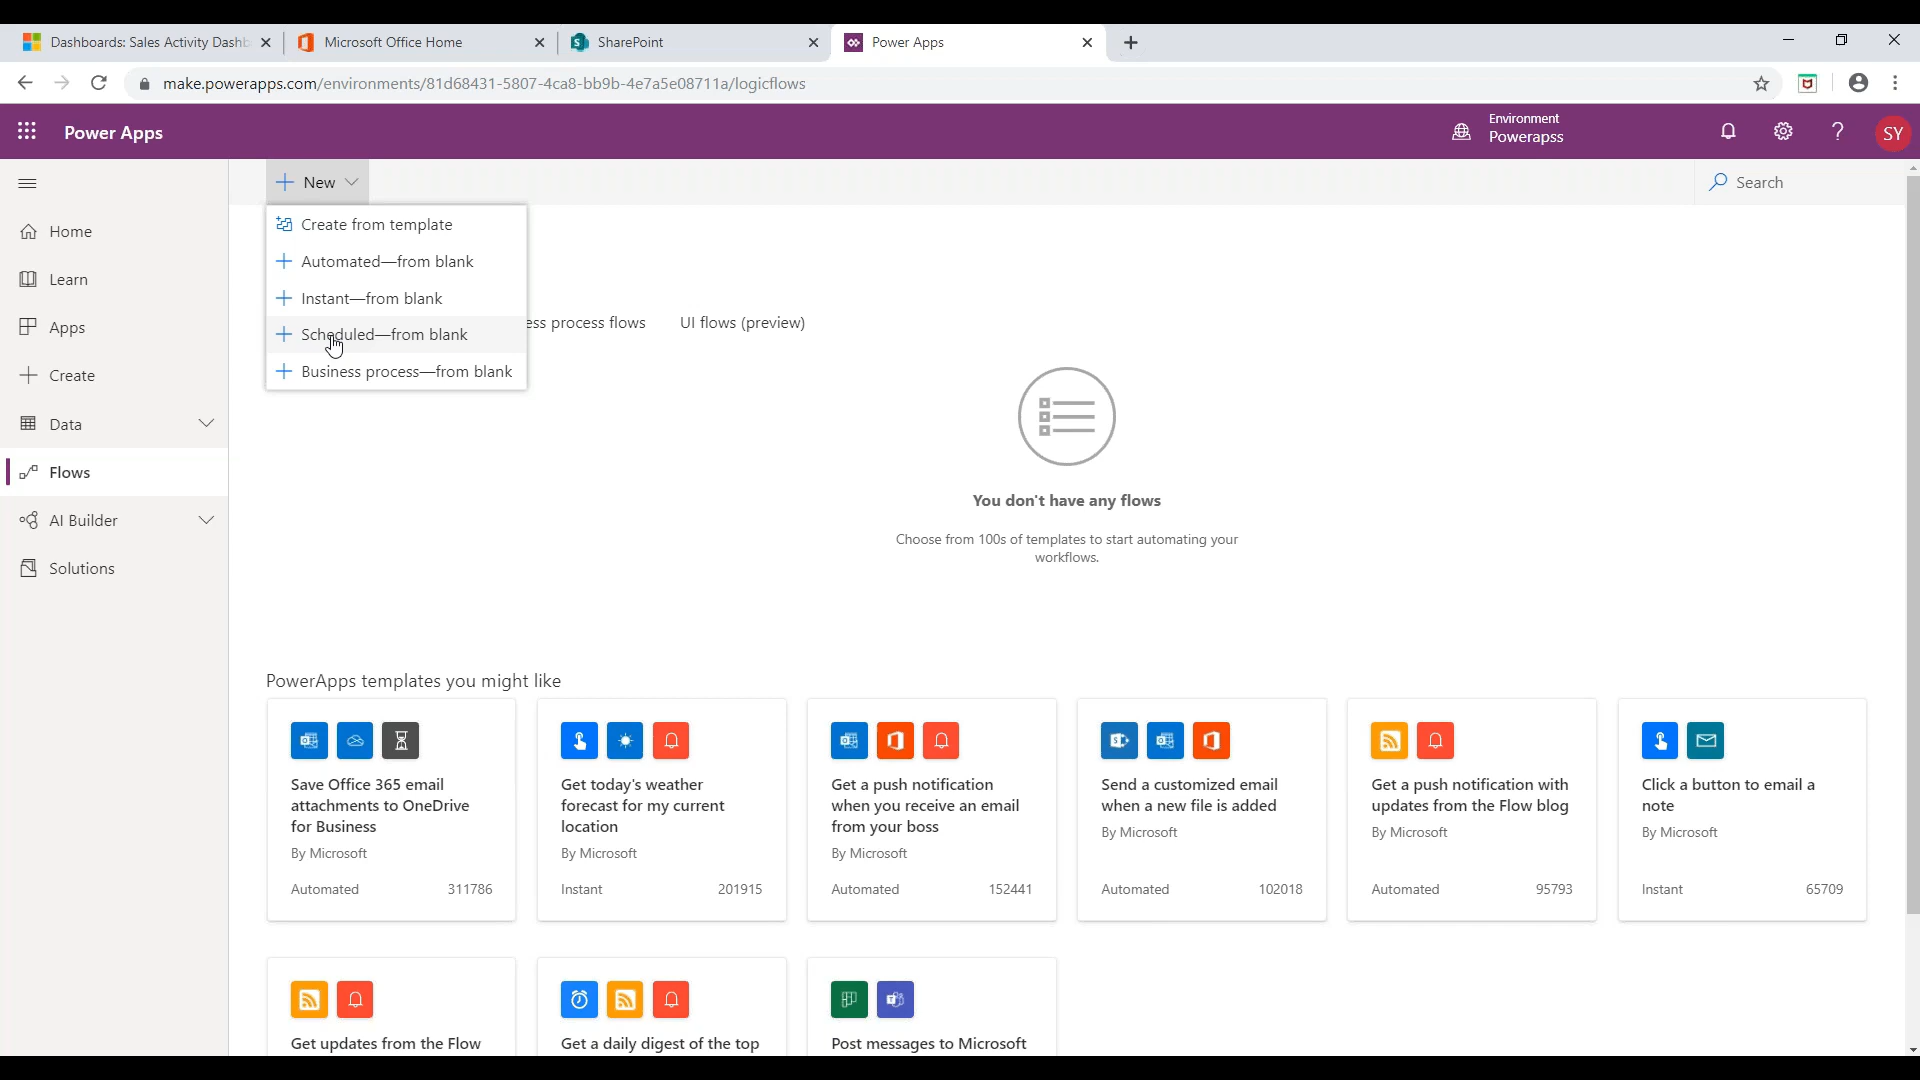 Dashboards: Sales Activity Dashb
Microsoft Office Home
SharePoint
Power Apps
make.powerapps.com/environments/81d68431-5807-4ca8-bb9b-4e7a5e08711a/logicflows
Power Apps
Environment
Powerapss
SY
New
Search
Home
Learn
Apps
Create
Data
Flows
AI Builder
Solutions
Create from template
Automated—from blank
Instant—from blank
Scheduled—from blank
Business process—from blank
ess process flows
UI flows (preview)
You don't have any flows
Choose from 100s of templates to start automating your
workflows.
PowerApps templates you might like
Save Office 365 email
attachments to OneDrive
for Business
By Microsoft
Automated 311786
Get today's weather
forecast for my current
location
By Microsoft
Instant 201915
Get a push notification
when you receive an email
from your boss
By Microsoft
Automated 152441
Send a customized email
when a new file is added
By Microsoft
Automated 102018
Get a push notification with
updates from the Flow blog
By Microsoft
Automated 95793
Click a button to email a
note
By Microsoft
Instant 65709
Get updates from the Flow
Get a daily digest of the top
Post messages to Microsoft